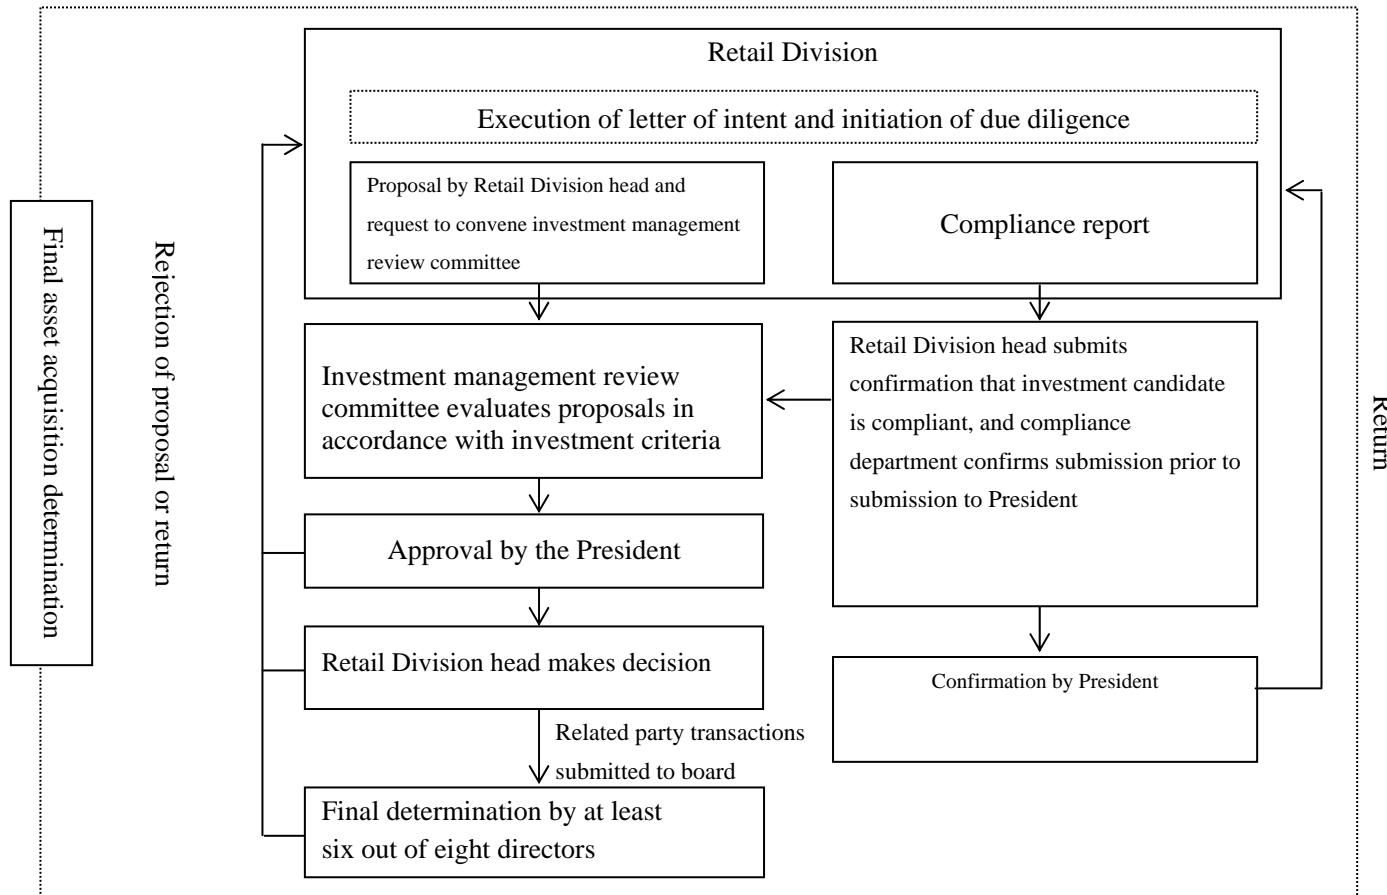 Retail Division
Execution of letter of intent and initiation of due diligence
Proposal by Retail Division head and
request to convene investment management
review committee
Compliance report
Final asset acquisition determination
Rejection of proposal or return
Investment management review
committee evaluates proposals in
accordance with investment criteria
Retail Division head submits
confirmation that investment candidate
is compliant, and compliance
department confirms submission prior to
submission to President
Return
Approval by the President
Retail Division head makes decision
Confirmation by President
Related party transactions
submitted to board
Final determination by at least
six out of eight directors